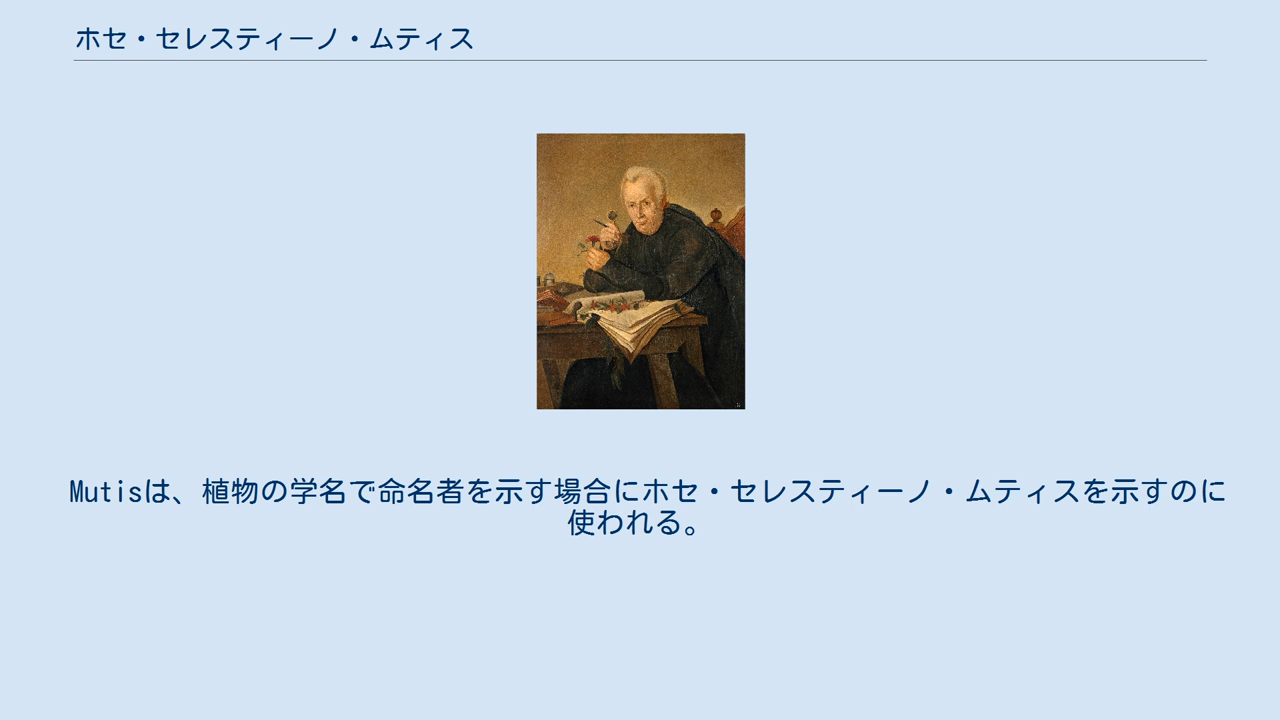 ホセ・セレスティーノ・ムティス
Mutisは、植物の学名で命名者を示す場合にホセ・セレスティーノ・ムティスを示すのに
使われる。